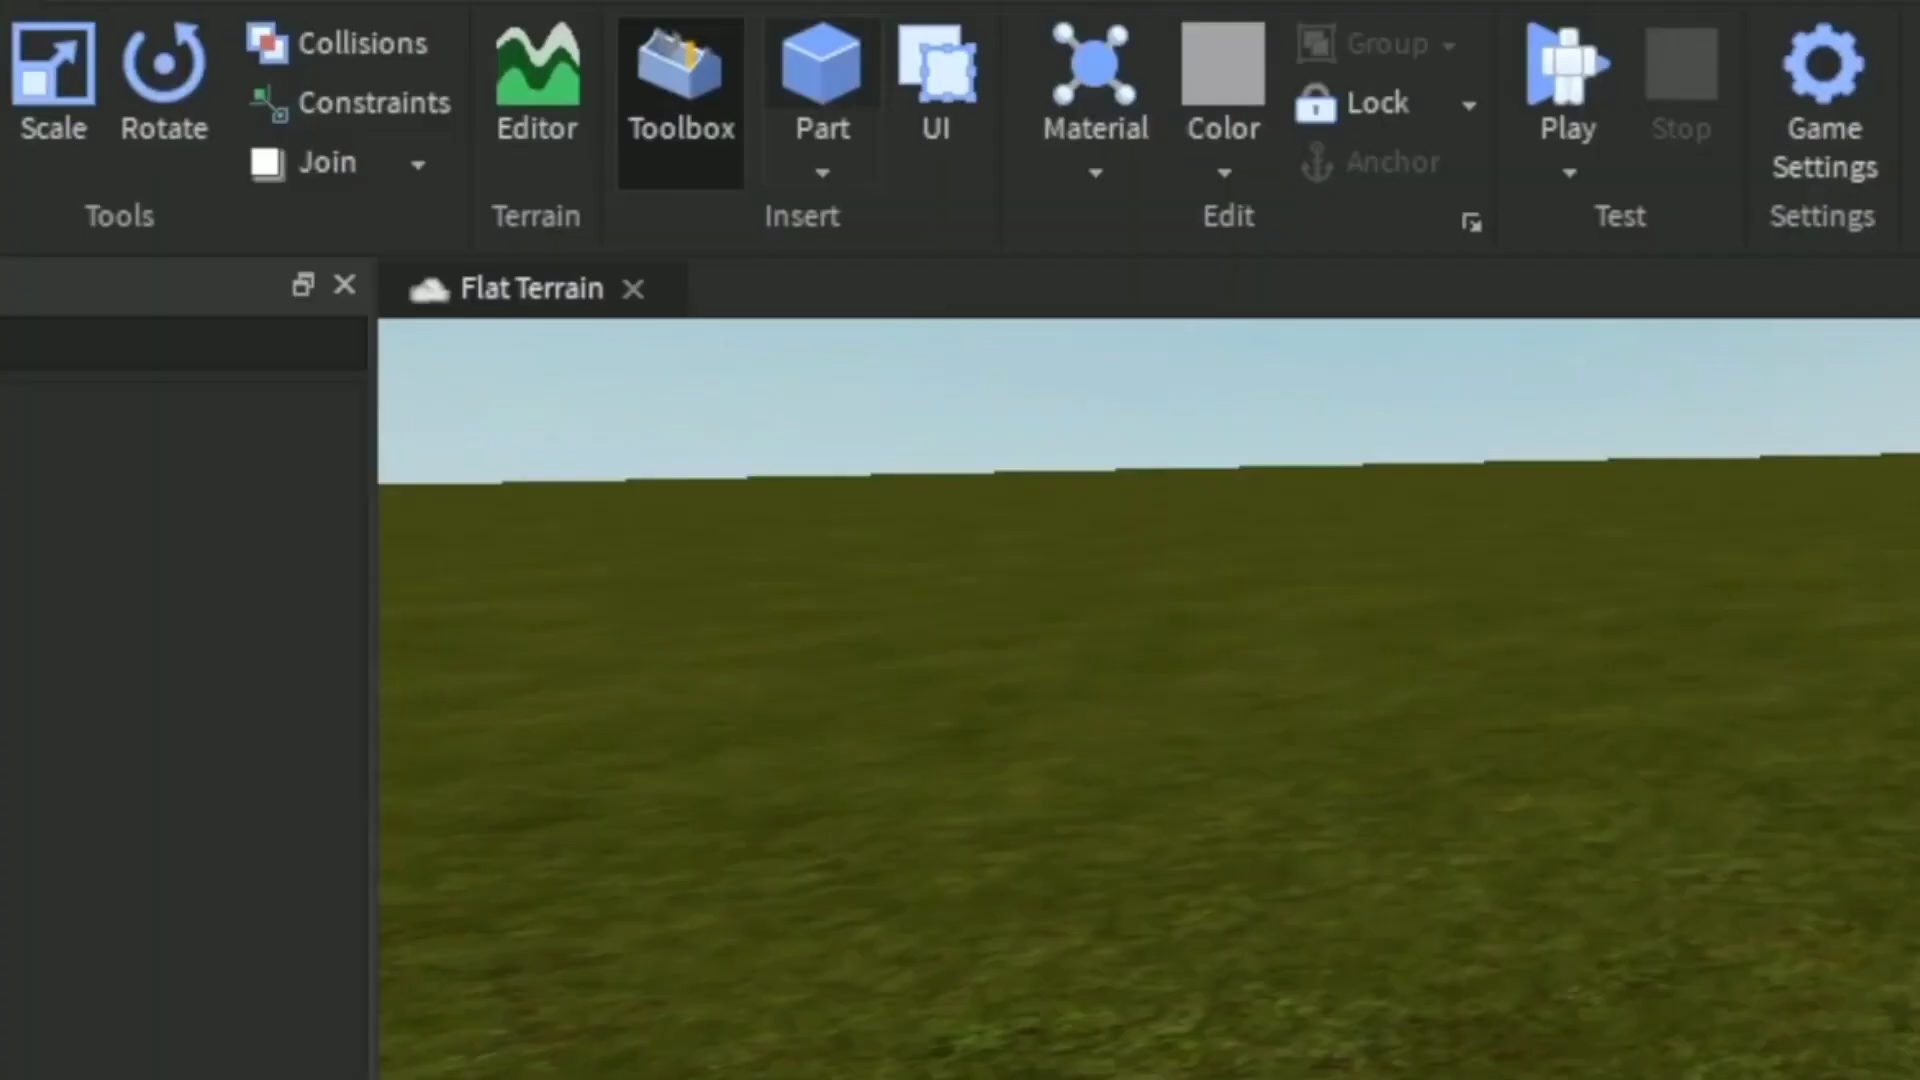 Scale
Rotate
Collisions
Constraints
Join
Tools
Editor
Terrain
Toolbox
Part
UI
Insert
Material
Color
Group
Lock
Anchor
Edit
Play
Stop
Test
Game
Settings
Settings
Flat Terrain